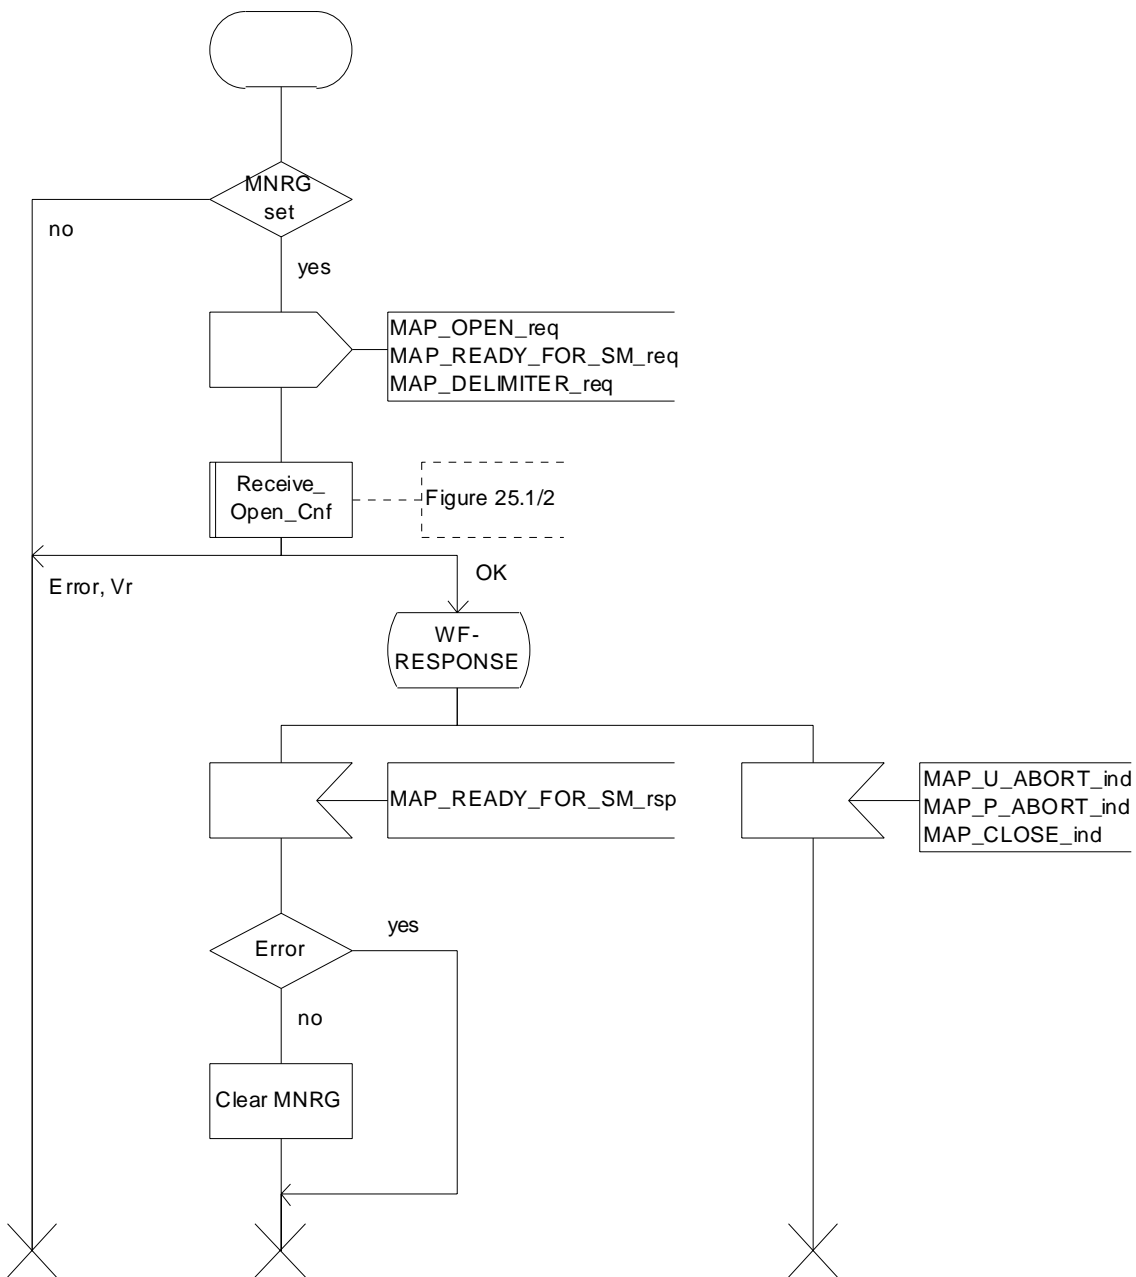 MNRG
set
no
yes
MAP_OPEN_req
MAP_READY_FOR_SM_req
MAP_DELIMITER_req
Receive_
Open_Cnf
Figure 25.1/2
Error, Vr
OK
WF-
RESPONSE
MAP_READY_FOR_SM_rsp
MAP_U_ABORT_ind
MAP_P_ABORT_ind
MAP_CLOSE_ind
Error
yes
no
Clear MNRG